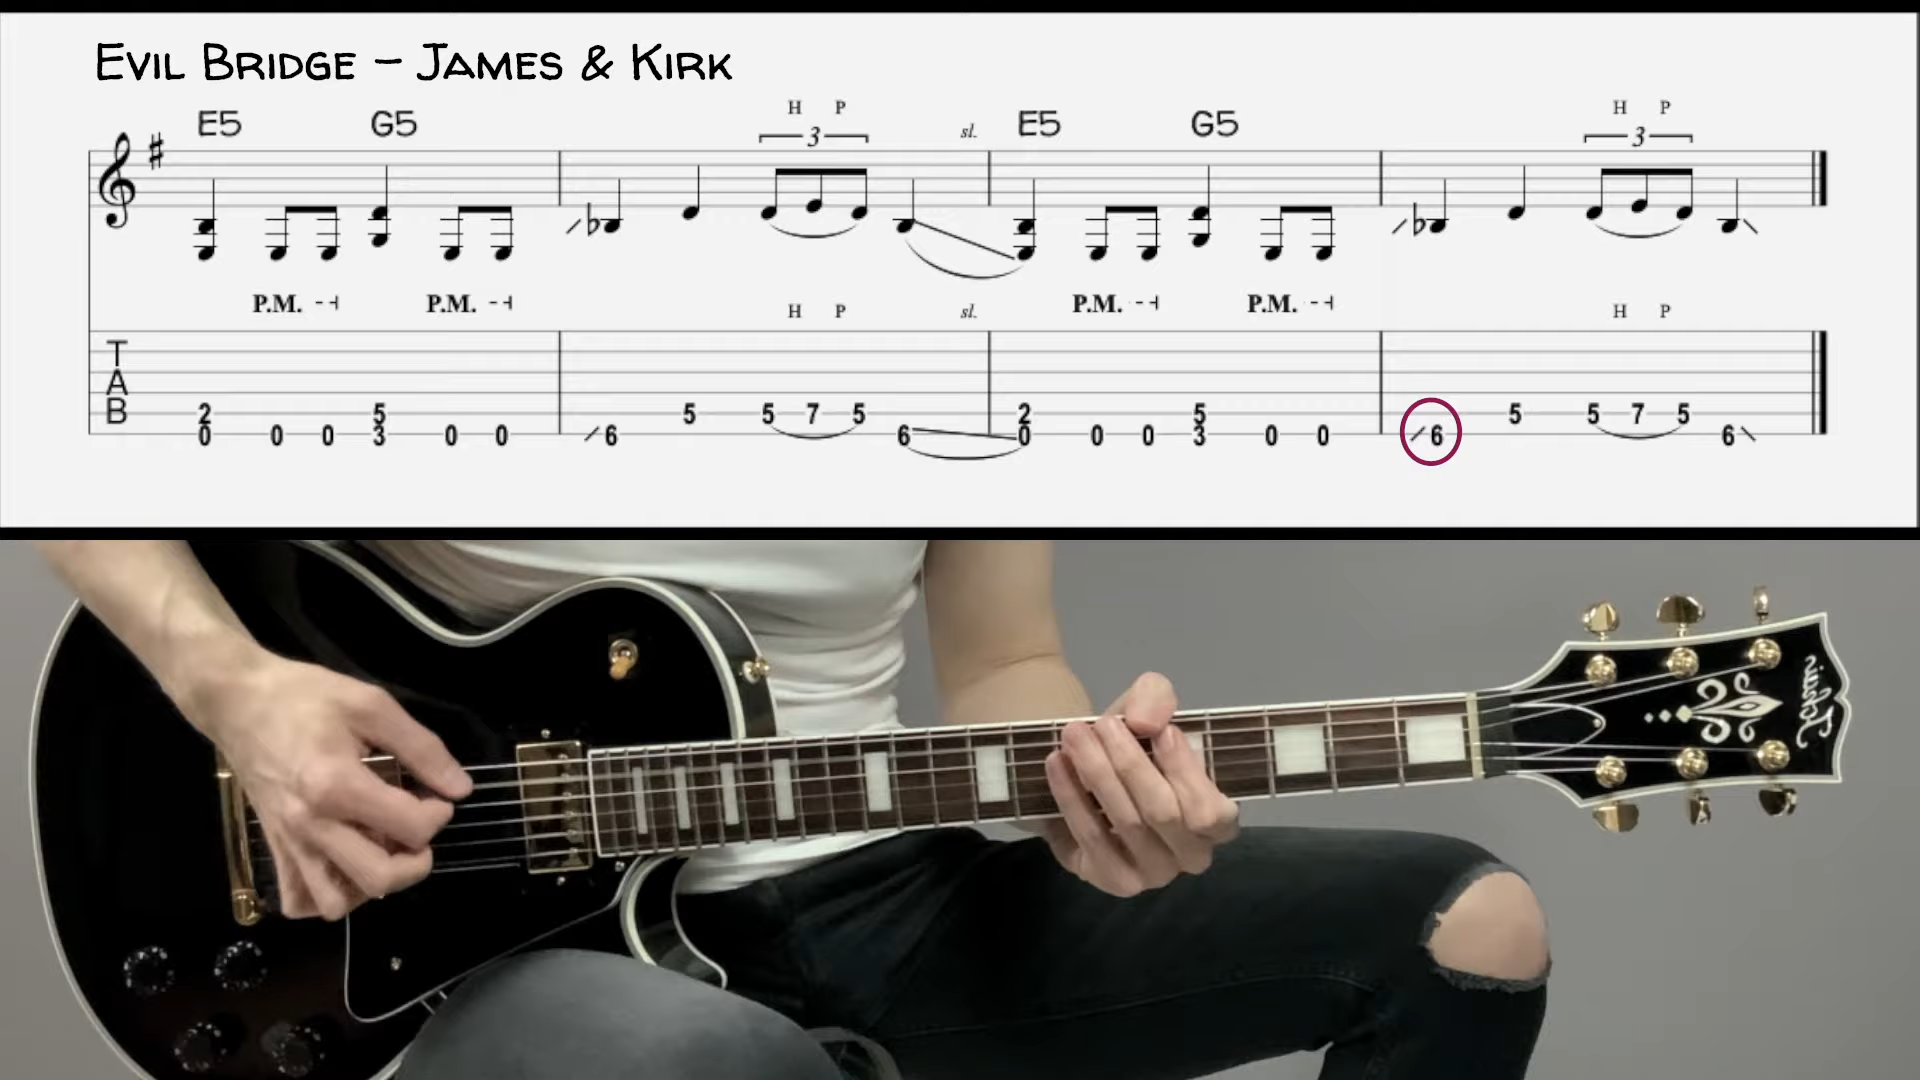 EVIL BRIDGE – JAMES & KIRK
H P H P
E5 G5 3 sl. E5 G5 3
P.M. P.M. P.M. P.M.
H P sl. H P
T
A
B 2 5 5 5 7 5 2 5 5 5 7 5
0 0 0 3 0 0 6 6 0 0 0 3 0 0 6 6